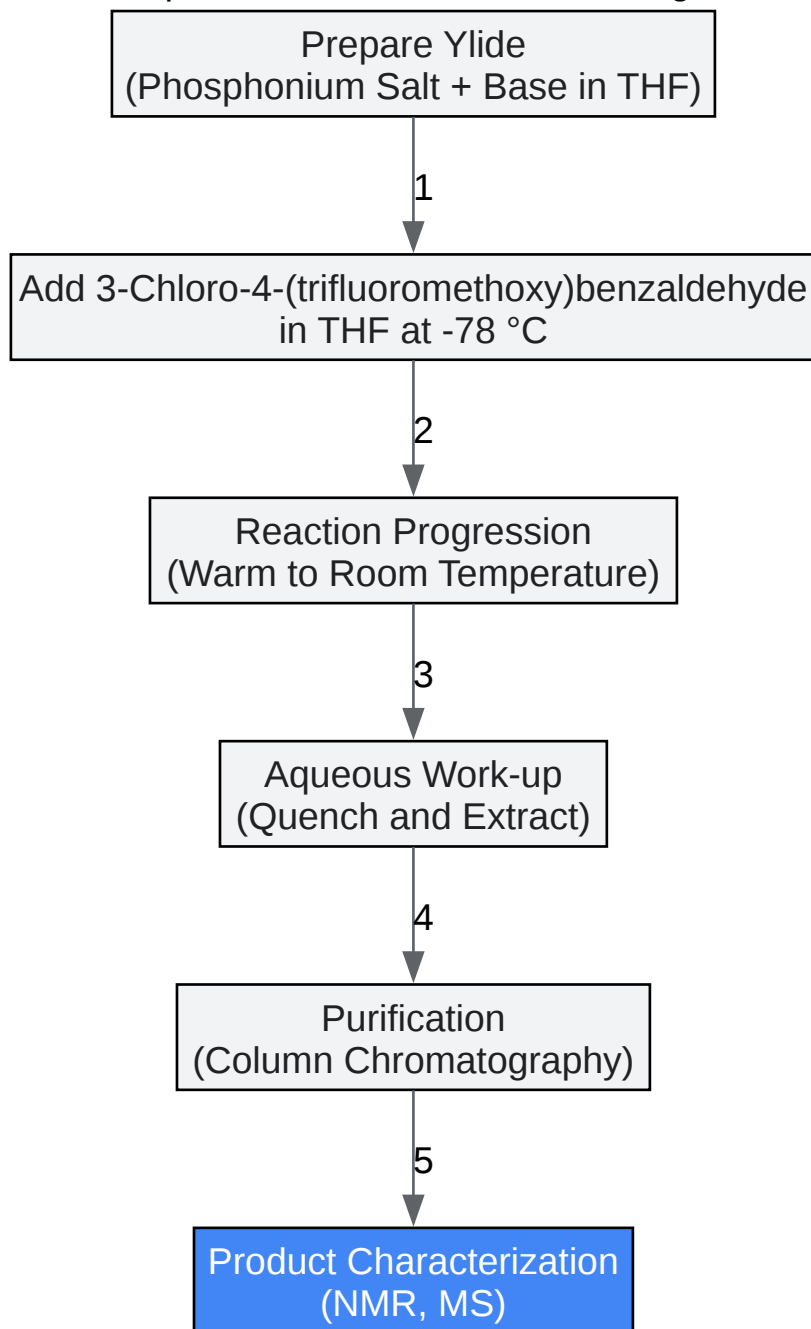 Prepare Ylide
(Phosphonium Salt + Base in THF)
1
Add 3-Chloro-4-(trifluoromethoxy)benzaldehyde
in THF at -78 °C
2
Reaction Progression
(Warm to Room Temperature)
3
Aqueous Work-up
(Quench and Extract)
4
Purification
(Column Chromatography)
5
Product Characterization
(NMR, MS)